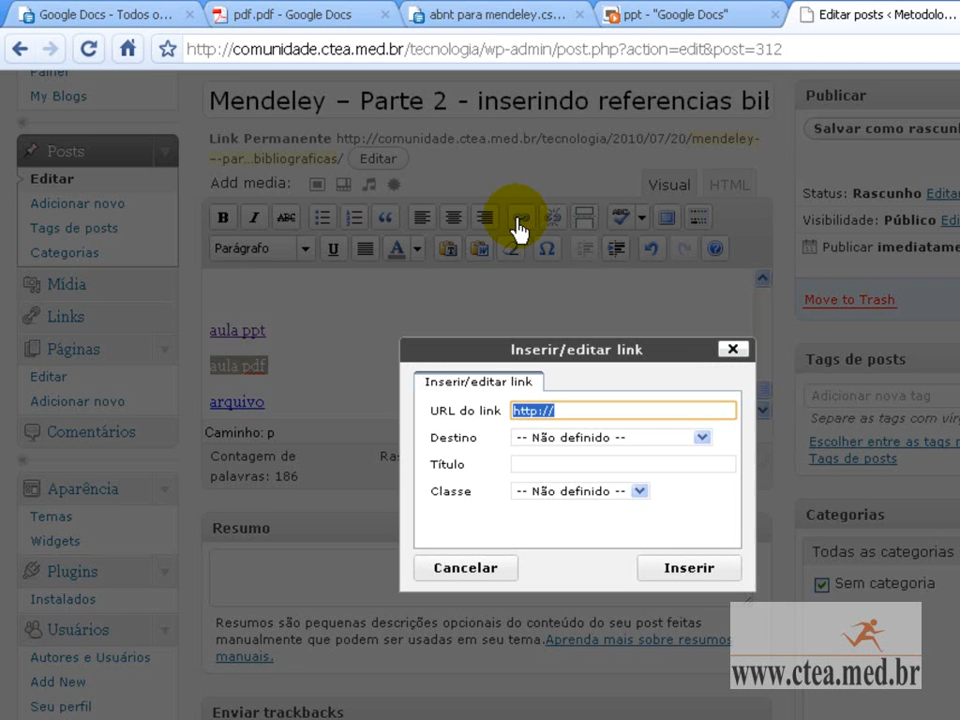 Google Docs - Todos o...
pdf.pdf - Google Docs
abnt para mendeley.cs...
ppt - "Google Docs"
Editar posts ‹ Metodolo...
http://comunidade.ctea.med.br/tecnologia/wp-admin/post.php?action=edit&post=312
Painel
My Blogs
Posts
Editar
Adicionar novo
Tags de posts
Categorias
Mídia
Links
Páginas
Editar
Adicionar novo
Comentários
Aparência
Temas
Widgets
Plugins
Instalados
Usuários
Autores e Usuários
Add New
Seu perfil
Mendeley – Parte 2 - inserindo referencias bib
Link Permanente http://comunidade.ctea.med.br/tecnologia/2010/07/20/mendeley-
--par...bibliograficas/ Editar
Add media:
Visual HTML
B I ABC
Parágrafo U A Ω
aula ppt
aula pdf
arquivo
Caminho: p
Contagem de
palavras: 186
Resumo
Resumos são pequenas descrições opcionais do conteúdo do seu post feitas
manualmente que podem ser usadas em seu tema.Aprenda mais sobre resumos
manuais.
Enviar trackbacks
Inserir/editar link
Inserir/editar link
URL do link http://
Destino -- Não definido --
Título
Classe -- Não definido --
Cancelar Inserir
Publicar
Salvar como rascun
Status: Rascunho Edita
Visibilidade: Público Edit
Publicar imediatame
Move to Trash
Tags de posts
Adicionar nova tag
Separe as tags com vír
Escolher entre as tags
Tags de posts
Categorias
Todas as categorias
Sem categoria
www.ctea.med.br